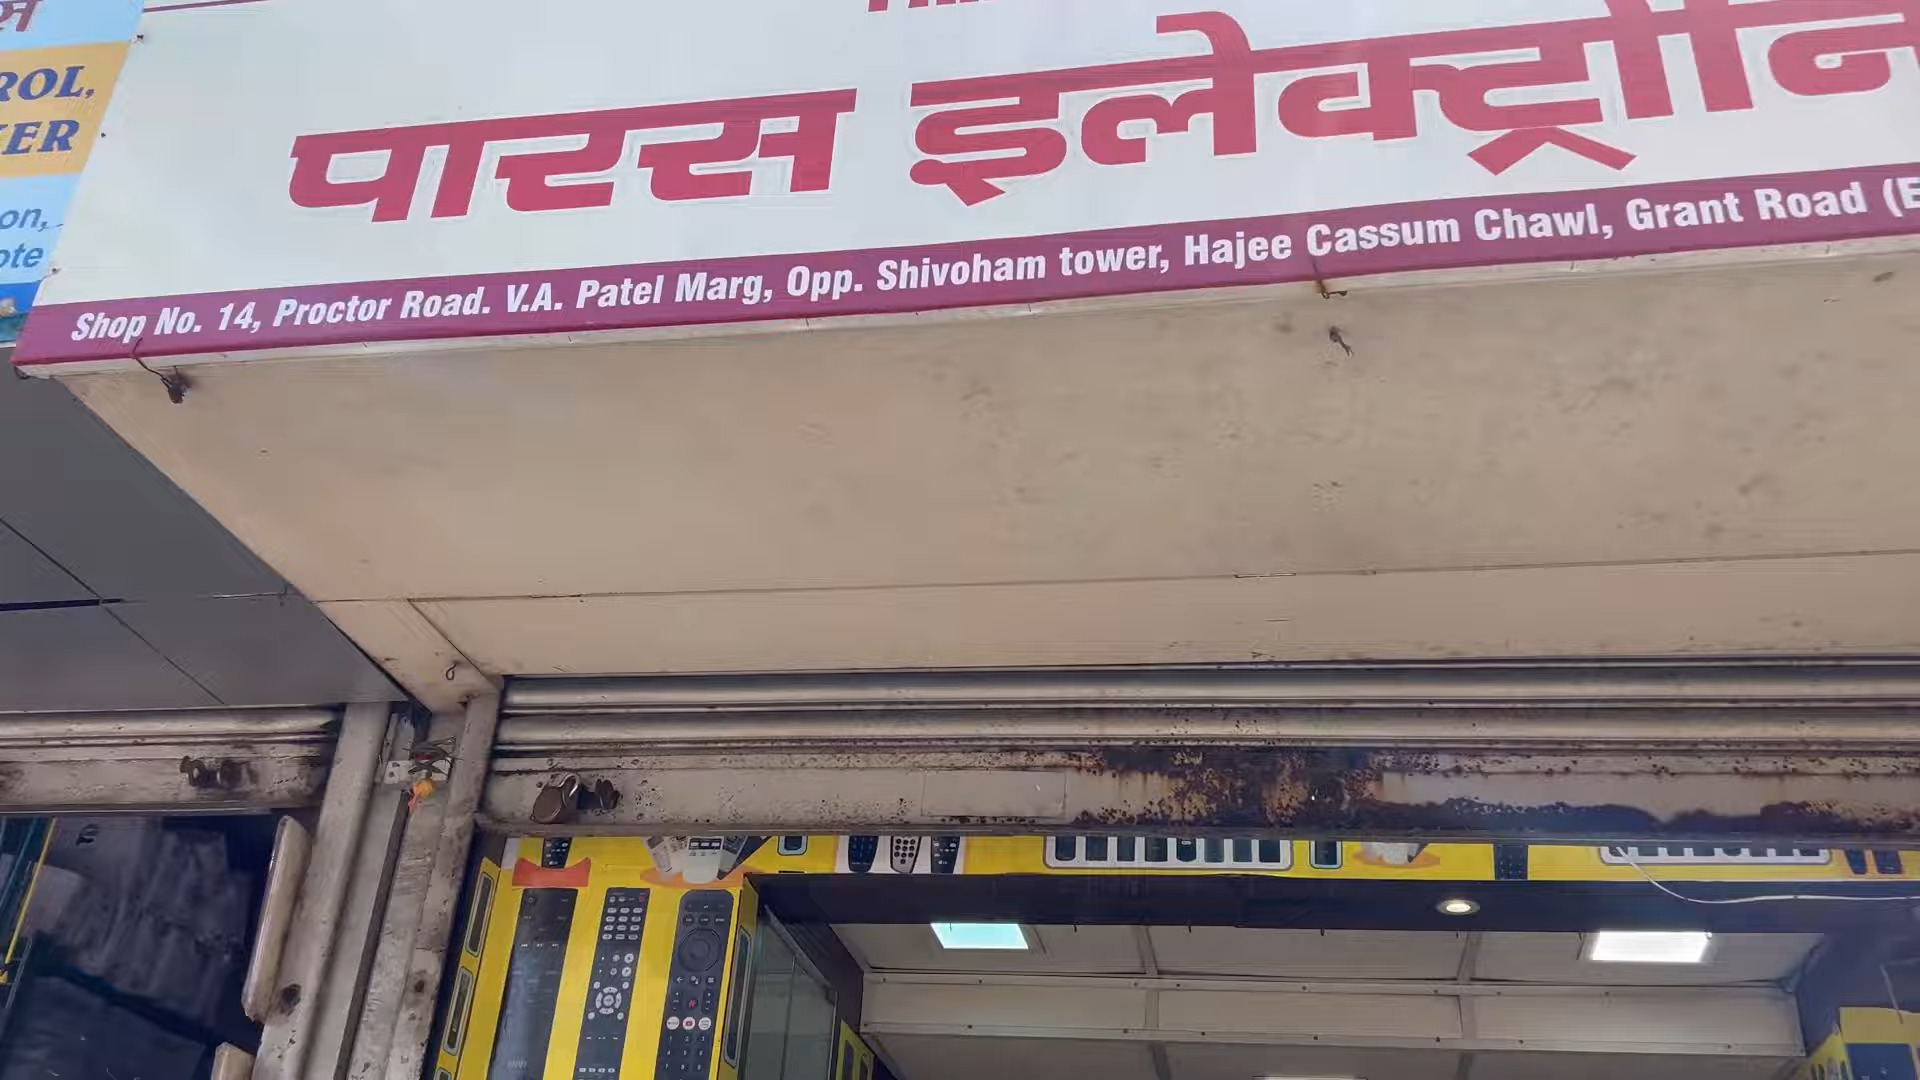 ROL,
पारस इलेक्ट्रोनि
on,
ote
Shop No. 14, Proctor Road. V.A. Patel Marg, Opp. Shivoham tower, Hajee Cassum Chawl, Grant Road (E